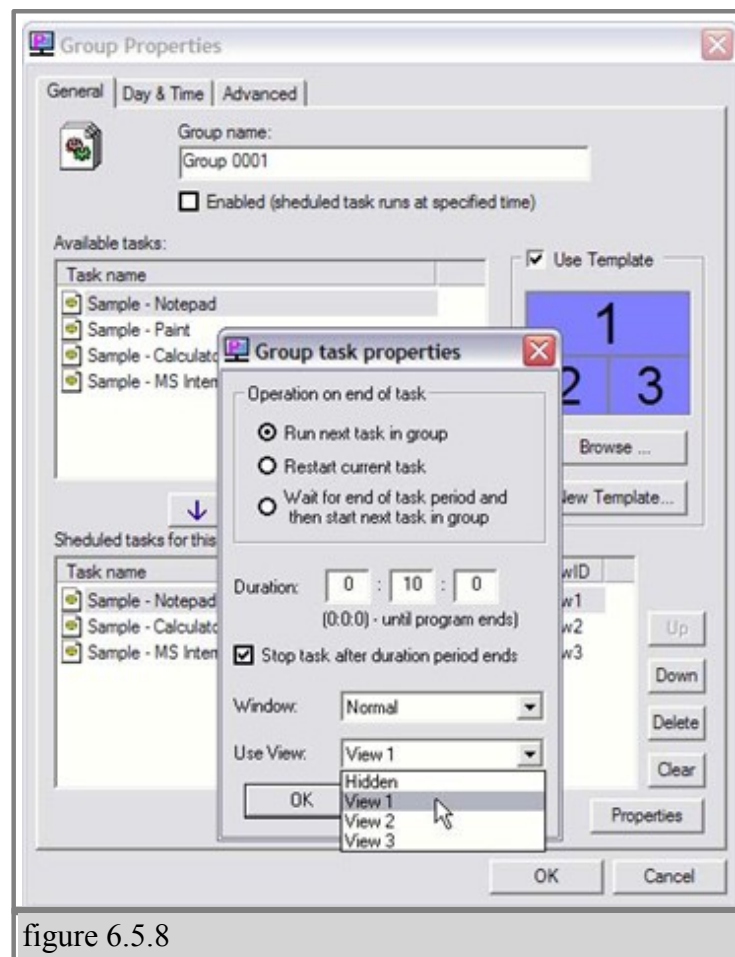 Group Properties
General Day & Time Advanced
Group name:
Group 0001
Enabled (sheduled task runs at specified time)
Available tasks:
Task name
Sample - Notepad
Sample - Paint
Sample - Calculato
Sample - MS Intern
Use Template
1
2 3
Browse ...
New Template...
Sheduled tasks for this
Task name
wID
Sample - Notepad
w1
Sample - Calculato
w2
Sample - MS Intern
w3
Up
Down
Delete
Clear
Properties
OK Cancel
Group task properties
Operation on end of task
Run next task in group
Restart current task
Wait for end of task period and
then start next task in group
Duration: 0 : 10 : 0
(0:0:0) - until program ends)
Stop task after duration period ends
Window: Normal
Use View: View 1
Hidden
View 1
View 2
View 3
OK
figure 6.5.8